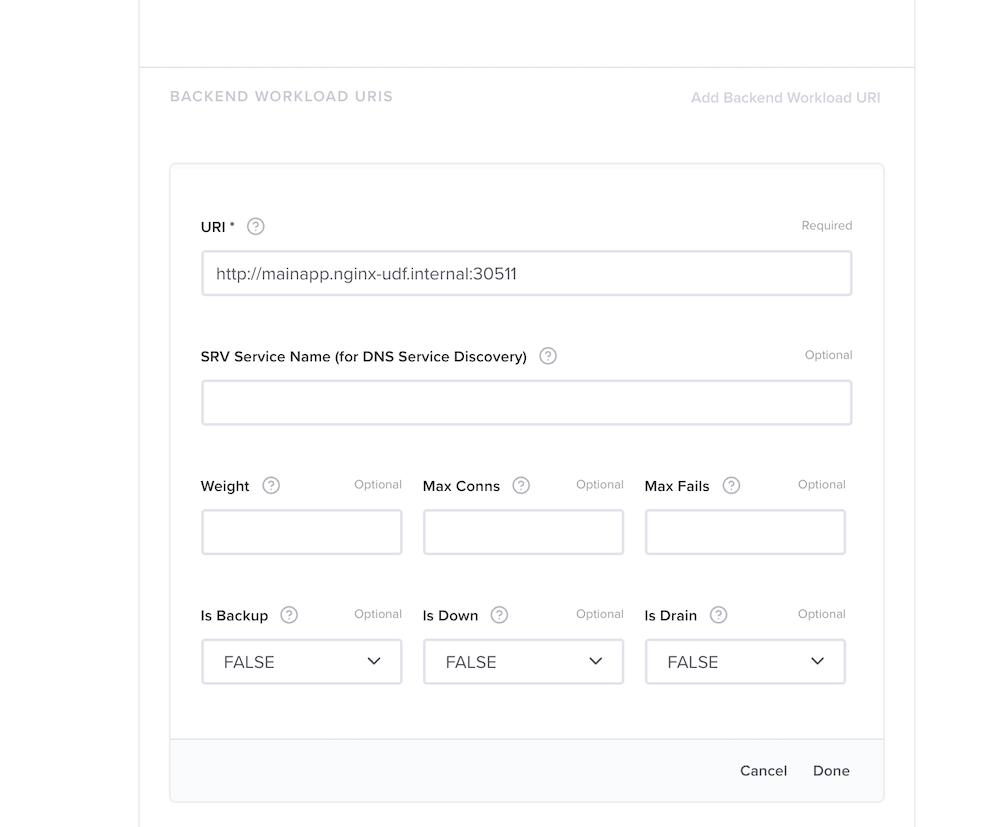 BACKEND WORKLOAD URIS Add Backend Workload URI
URI * ? Required
http://mainapp.nginx-udf.internal:30511
SRV Service Name (for DNS Service Discovery) ? Optional
Weight ? Optional Max Conns ? Optional Max Fails ? Optional
Is Backup ? Optional Is Down ? Optional Is Drain ? Optional
FALSE FALSE FALSE
Cancel Done